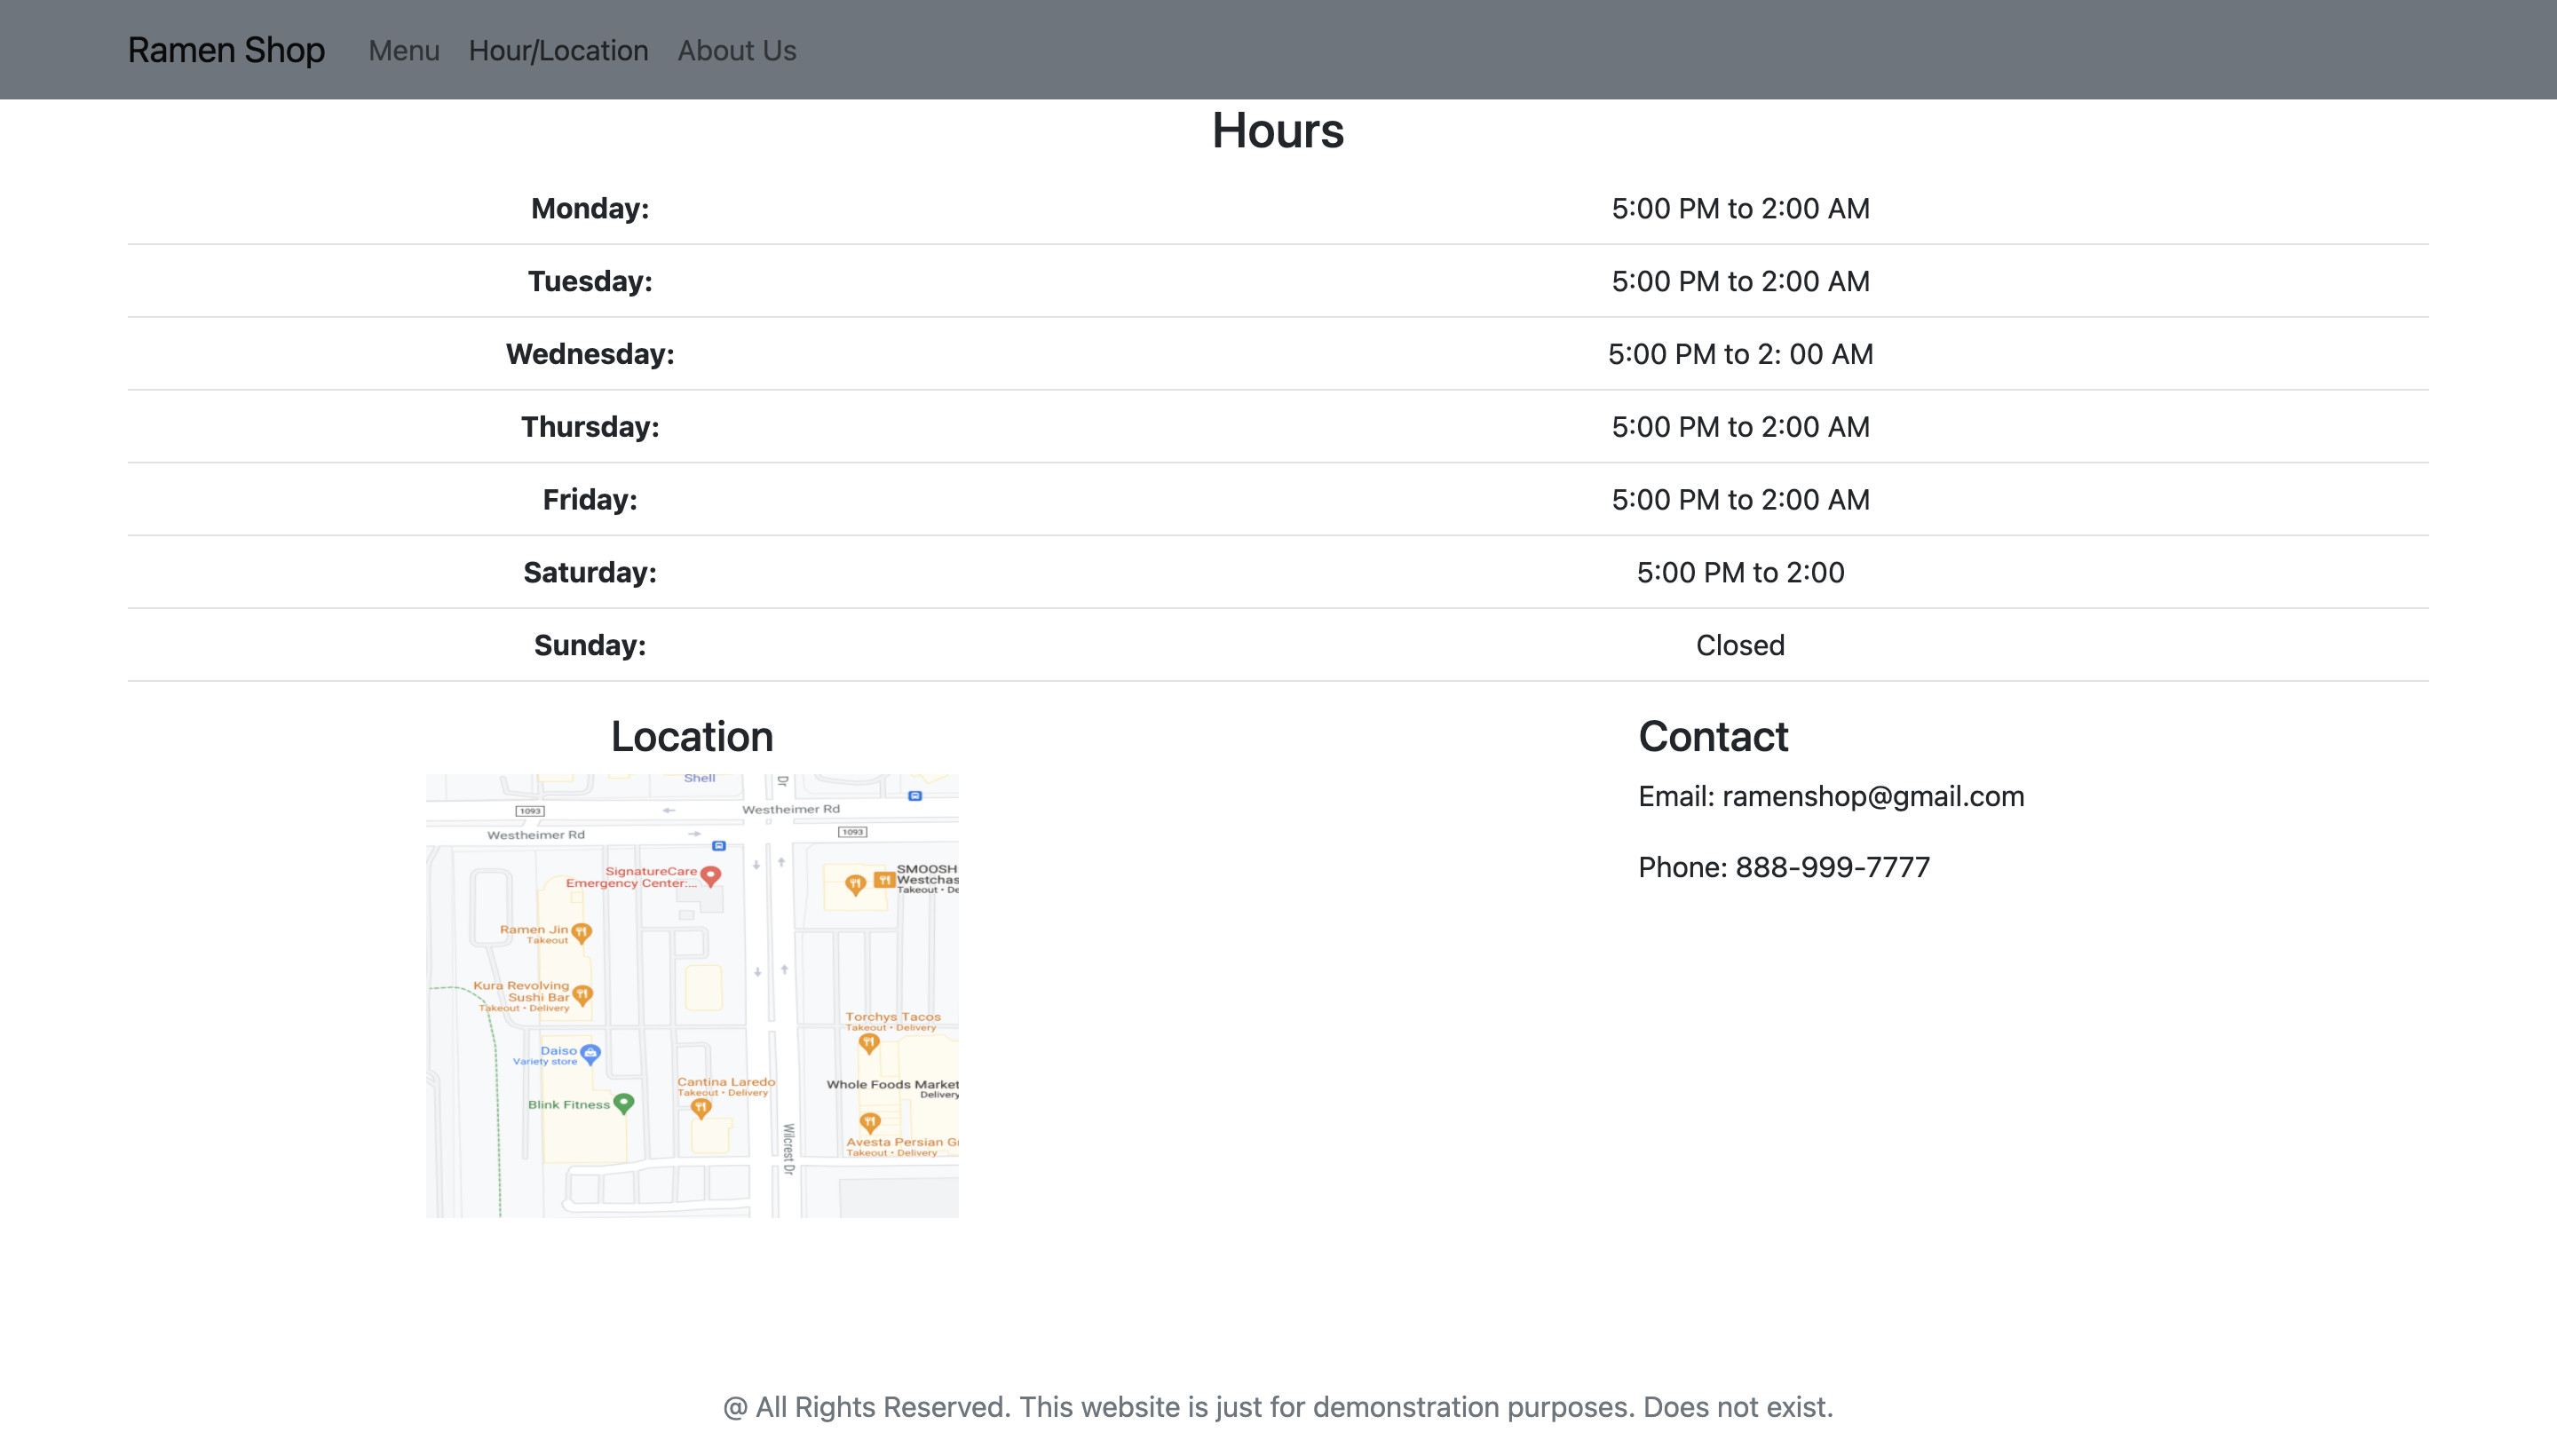 Ramen Shop Menu Hour/Location About Us
Hours
Monday: 5:00 PM to 2:00 AM
Tuesday: 5:00 PM to 2:00 AM
Wednesday: 5:00 PM to 2: 00 AM
Thursday: 5:00 PM to 2:00 AM
Friday: 5:00 PM to 2:00 AM
Saturday: 5:00 PM to 2:00
Sunday: Closed
Location
Shell
Dr
Westheimer Rd
1093
Westheimer Rd
1093
SignatureCare
Emergency Center:...
SMOOSH
Westchas
Takeout • De
Ramen Jin
Takeout
Kura Revolving
Sushi Bar
Takeout • Delivery
Torchys Tacos
Takeout • Delivery
Daiso
Variety store
Cantina Laredo
Takeout • Delivery
Whole Foods Market
Delivery
Blink Fitness
Wilcrest Dr
Avesta Persian G
Takeout • Delivery
Contact
Email: ramenshop@gmail.com
Phone: 888-999-7777
@ All Rights Reserved. This website is just for demonstration purposes. Does not exist.